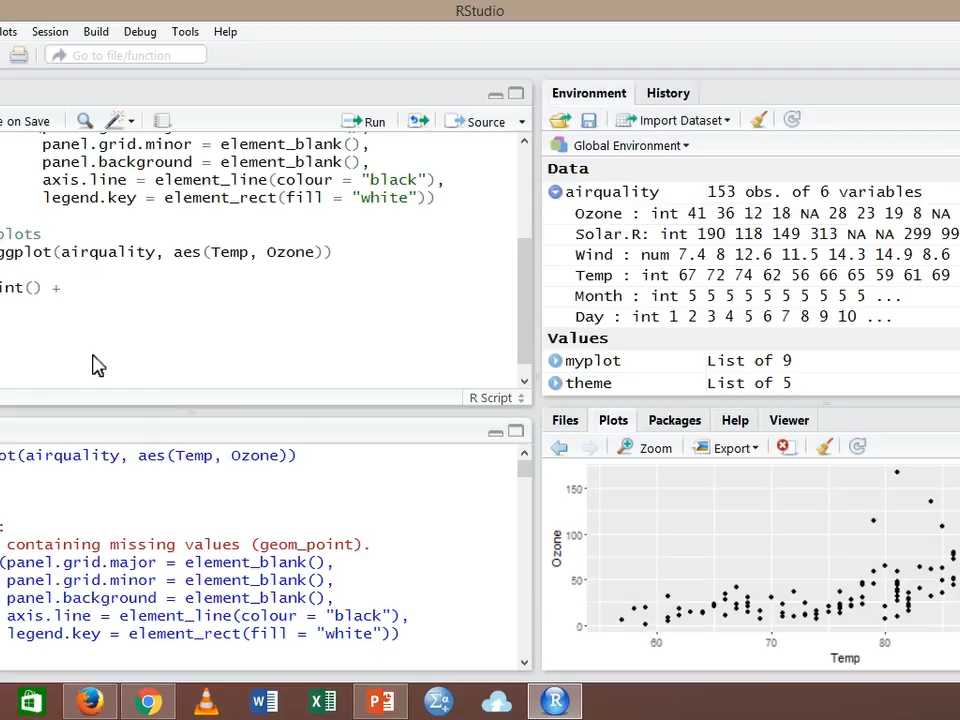 RStudio
lots Session Build Debug Tools Help
Go to file/function
e on Save Run Source
panel.grid.minor = element_blank(),
panel.background = element_blank(),
axis.line = element_line(colour = "black"),
legend.key = element_rect(fill = "white"))
plots
ggplot(airquality, aes(Temp, Ozone))
int() +
R Script
ot(airquality, aes(Temp, Ozone))
:
containing missing values (geom_point).
(panel.grid.major = element_blank(),
panel.grid.minor = element_blank(),
panel.background = element_blank(),
axis.line = element_line(colour = "black"),
legend.key = element_rect(fill = "white"))
Environment History
Import Dataset
Global Environment
Data
airquality 153 obs. of 6 variables
Ozone : int 41 36 12 18 NA 28 23 19 8 NA
Solar.R: int 190 118 149 313 NA NA 299 99
Wind : num 7.4 8 12.6 11.5 14.3 14.9 8.6
Temp : int 67 72 74 62 56 66 65 59 61 69
Month : int 5 5 5 5 5 5 5 5 5 5 ...
Day : int 1 2 3 4 5 6 7 8 9 10 ...
Values
myplot List of 9
theme List of 5
Files Plots Packages Help Viewer
Zoom Export
150
100
50
0
Ozone
60 70 80
Temp